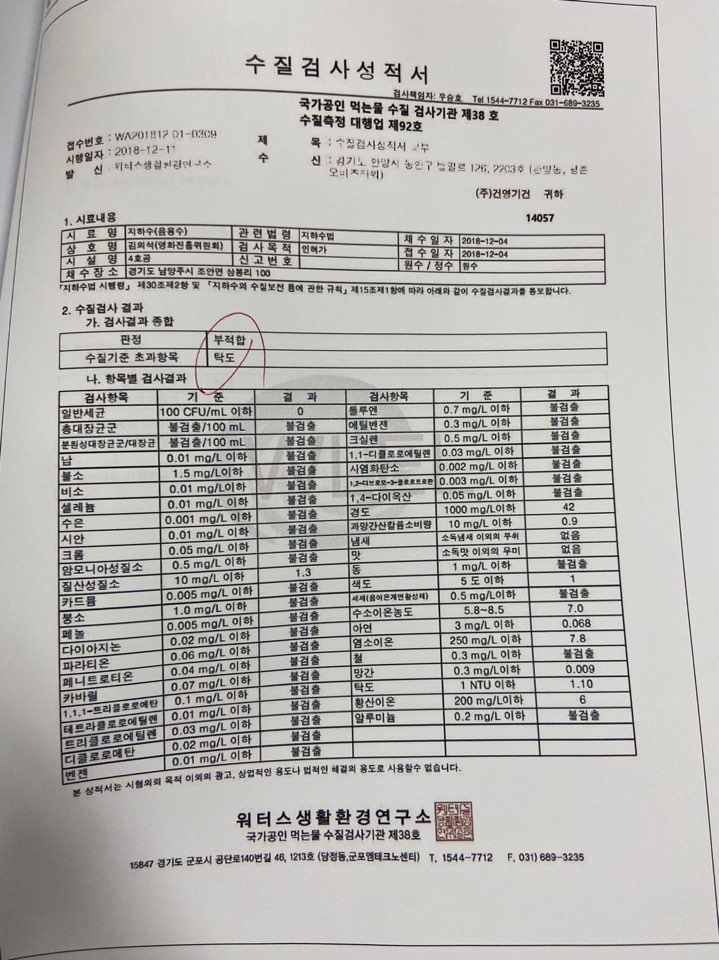 수질검사성적서
검사책임자: 우승호 Tel 1544-7712 Fax 031-689-3235
국가공인 먹는물 수질 검사기관 제38 호
수질측정 대행업 제92호
접수번호 : WA201812 01-0309
시행일자 : 2018-12-11 제 목 : 수질검사성적서 교부
발 신 : 워터스생활환경연구소 수 신 : 경기도 안양시 동안구 벌말로 126, 2203호 (관양동, 평촌
오비즈타워)
(주)건영기건 귀하
14057
1. 시료내용
시 료 명 지하수(음용수) 관 련 법 령 지하수법 채 수 일 자 2018-12-04
상 호 명 김의석(영화진흥위원회) 검 사 목 적 인허가 접 수 일 자 2018-12-04
시 설 명 4호공 신 고 번 호 원수 / 정수 원수
채 수 장 소 경기도 남양주시 조안면 삼봉리 100
「지하수법 시행령」 제30조제2항 및 「지하수의 수질보전 등에 관한 규칙」제15조제1항에 따라 아래와 같이 수질검사결과를 통보합니다.
2. 수질검사 결과
가. 검사결과 종합
판정 부적합
수질기준 초과항목 탁도
나. 항목별 검사결과
검사항목 기 준 결 과 검사항목 기 준 결 과
일반세균 100 CFU/mL 이하 0 톨루엔 0.7 mg/L 이하 불검출
총대장균군 불검출/100 mL 불검출 에틸벤젠 0.3 mg/L 이하 불검출
분원성대장균군/대장균 불검출/100 mL 불검출 크실렌 0.5 mg/L 이하 불검출
납 0.01 mg/L 이하 불검출 1,1-디클로로에틸렌 0.03 mg/L 이하 불검출
불소 1.5 mg/L이하 불검출 사염화탄소 0.002 mg/L 이하 불검출
비소 0.01 mg/L이하 불검출 1,2-디브로모-3-클로로프로판 0.003 mg/L 이하 불검출
셀레늄 0.01 mg/L 이하 불검출 1,4-다이옥산 0.05 mg/L 이하 불검출
수은 0.001 mg/L 이하 불검출 경도 1000 mg/L이하 42
시안 0.01 mg/L 이하 불검출 과망간산칼륨소비량 10 mg/L 이하 0.9
크롬 0.05 mg/L 이하 불검출 냄새 소독냄새 이외의 무취 없음
암모니아성질소 0.5 mg/L 이하 불검출 맛 소독맛 이외의 무미 없음
질산성질소 10 mg/L 이하 1.3 동 1 mg/L 이하 불검출
카드뮴 0.005 mg/L 이하 불검출 색도 5 도 이하 1
붕소 1.0 mg/L 이하 불검출 세제(음이온계면활성제) 0.5 mg/L이하 불검출
페놀 0.005 mg/L 이하 불검출 수소이온농도 5.8~8.5 7.0
다이아지논 0.02 mg/L 이하 불검출 아연 3 mg/L 이하 0.068
파라티온 0.06 mg/L 이하 불검출 염소이온 250 mg/L 이하 7.8
페니트로티온 0.04 mg/L 이하 불검출 철 0.3 mg/L 이하 불검출
카바릴 0.07 mg/L 이하 불검출 망간 0.3 mg/L이하 0.009
1,1,1-트리클로로에탄 0.1 mg/L 이하 불검출 탁도 1 NTU 이하 1.10
테트라클로로에틸렌 0.01 mg/L 이하 불검출 황산이온 200 mg/L이하 6
트리클로로에틸렌 0.03 mg/L 이하 불검출 알루미늄 0.2 mg/L 이하 불검출
디클로로메탄 0.02 mg/L 이하 불검출
벤젠 0.01 mg/L 이하 불검출
본 성적서는 시험의뢰 목적 이외의 광고, 상업적인 용도나 법적인 해결의 용도로 사용할수 없습니다.
워터스생활환경연구소
국가공인 먹는물 수질검사기관 제38호
15847 경기도 군포시 공단로140번길 46, 1213호 (당정동,군포엠테크노센터) T. 1544-7712 F. 031) 689-3235